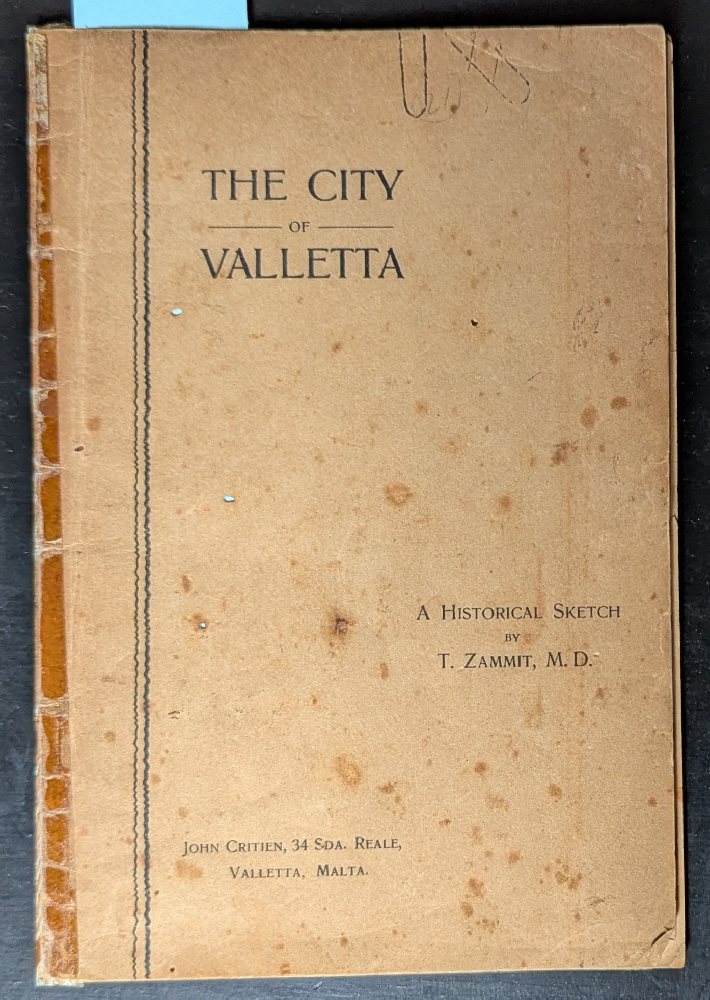 THE CITY
OF
VALLETTA
A HISTORICAL SKETCH
BY
T. ZAMMIT, M.D.
JOHN CRITIEN, 34 SDA. REALE,
VALLETTA, MALTA.